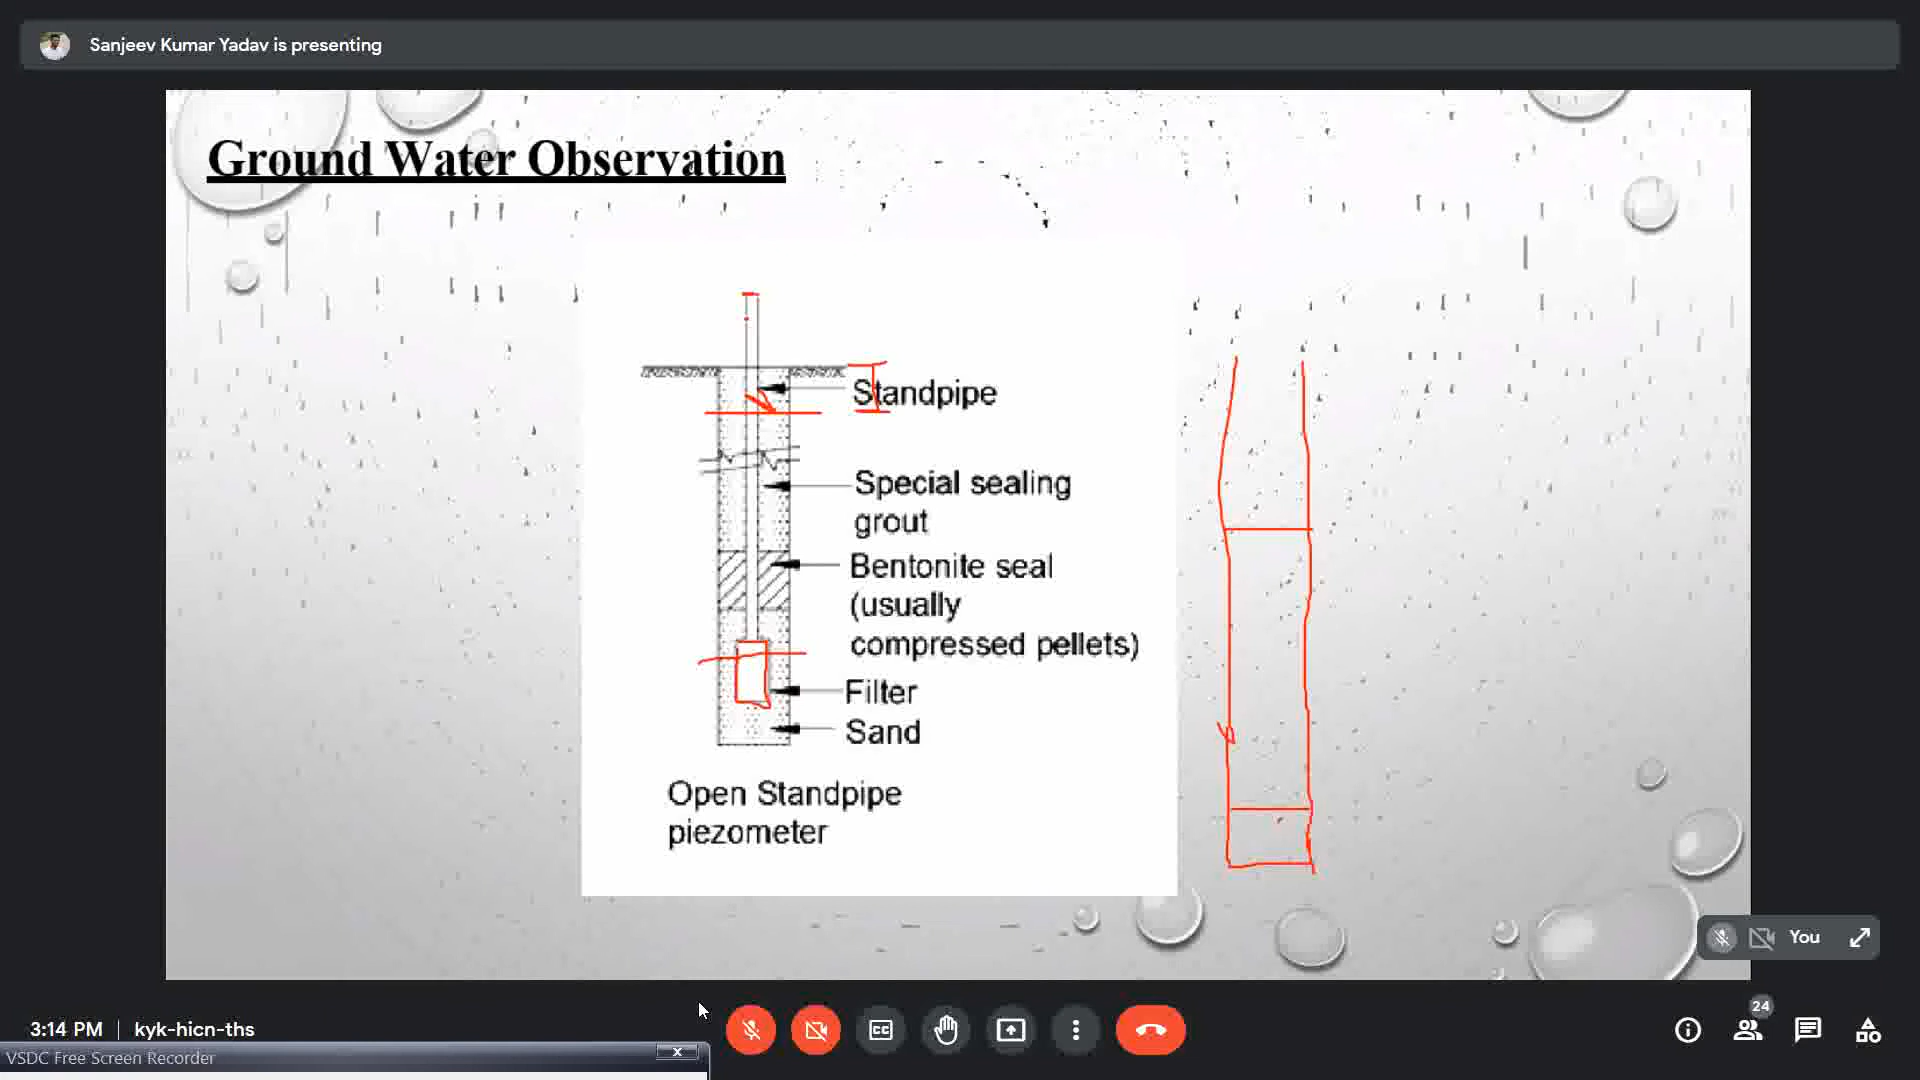 Sanjeev Kumar Yadav is presenting
Ground Water Observation
Standpipe
Special sealing
grout
Bentonite seal
(usually
compressed pellets)
Filter
Sand
Open Standpipe
piezometer
You
24
3:14 PM | kyk-hicn-ths
CC
VSDC Free Screen Recorder